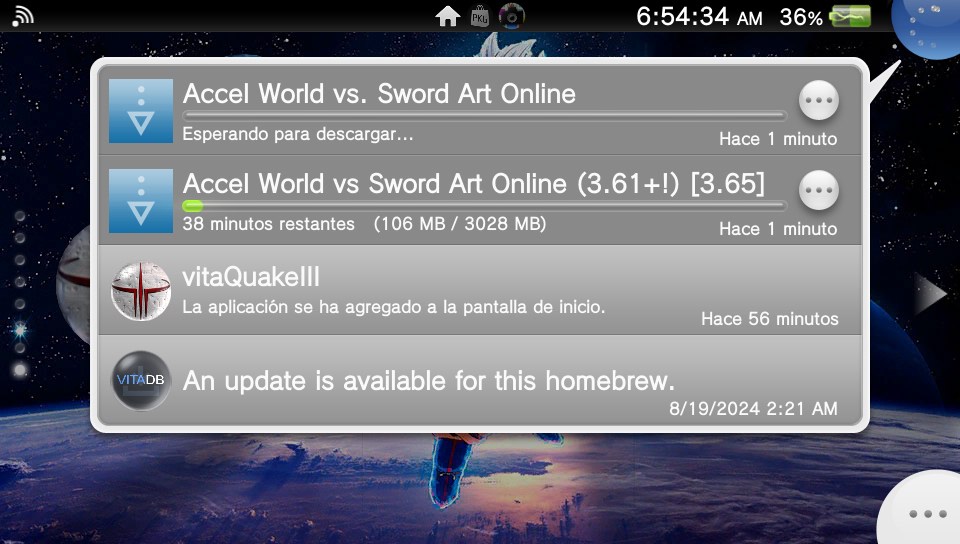 PKG
6:54:34 AM 36%
Accel World vs. Sword Art Online
Esperando para descargar...
Hace 1 minuto
Accel World vs Sword Art Online (3.61+!) [3.65]
38 minutos restantes (106 MB / 3028 MB)
Hace 1 minuto
vitaQuakeIII
La aplicación se ha agregado a la pantalla de inicio.
Hace 56 minutos
VITADB
An update is available for this homebrew.
8/19/2024 2:21 AM